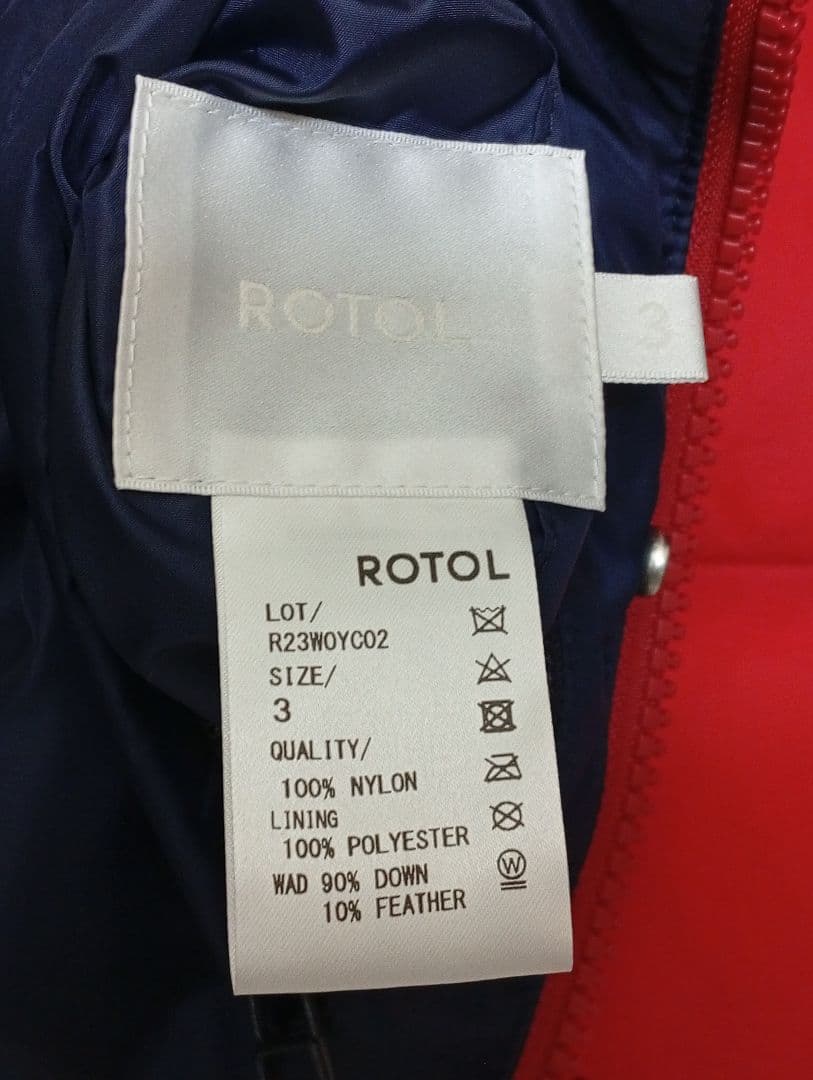 ROTOL
3
ROTOL
LOT/
R23WOYC02
SIZE/
3
QUALITY/
100% NYLON
LINING
100% POLYESTER
WAD 90% DOWN
10% FEATHER
W